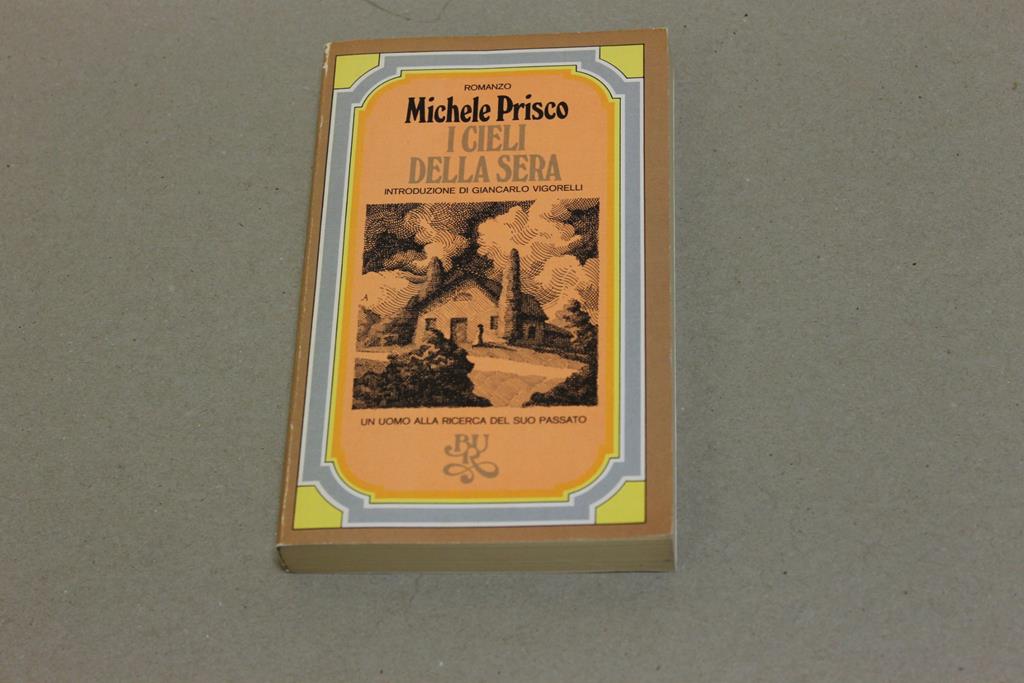 ROMANZO
Michele Prisco
I CIELI
DELLA SERA
INTRODUZIONE DI GIANCARLO VIGORELLI
UN UOMO ALLA RICERCA DEL SUO PASSATO
BUR